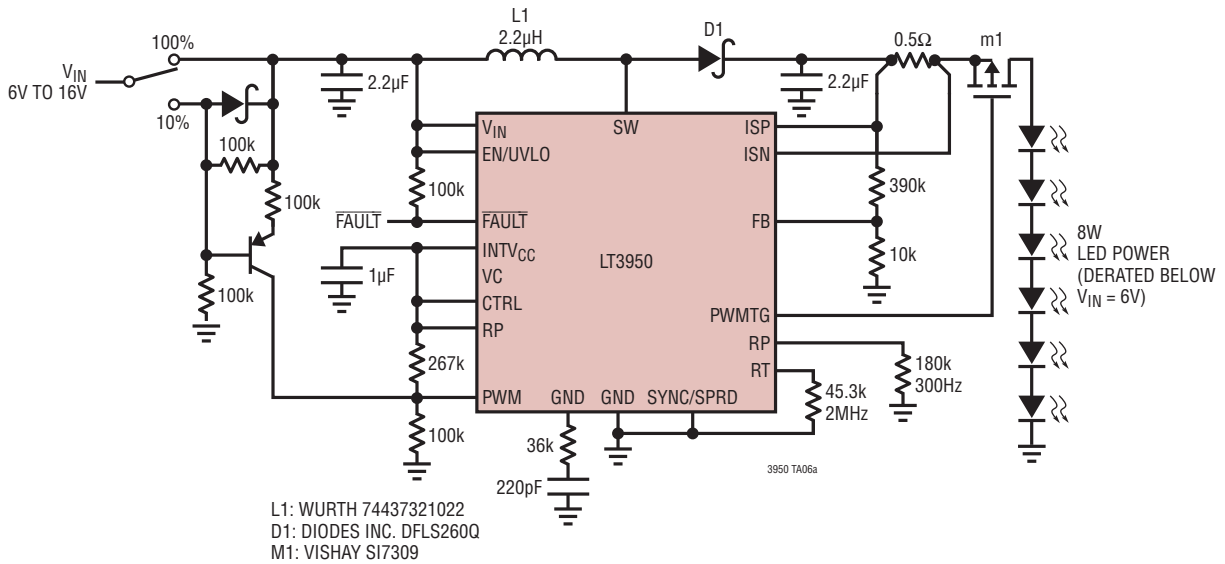 L1
2.2µH
D1
0.5Ω
m1
100%
V_IN
6V TO 16V
10%
2.2µF
2.2µF
100k
100k
100k
100k
F̅A̅U̅L̅T̅
1µF
267k
100k
V_IN
EN/UVLO
F̅A̅U̅L̅T̅
INTV_CC
VC
CTRL
RP
PWM
SW
LT3950
GND
GND
SYNC/SPRD
ISP
ISN
FB
PWMTG
RP
RT
390k
10k
180k
300Hz
45.3k
2MHz
8W
LED POWER
(DERATED BELOW
V_IN = 6V)
36k
220pF
3950 TA06a
L1: WURTH 74437321022
D1: DIODES INC. DFLS260Q
M1: VISHAY SI7309